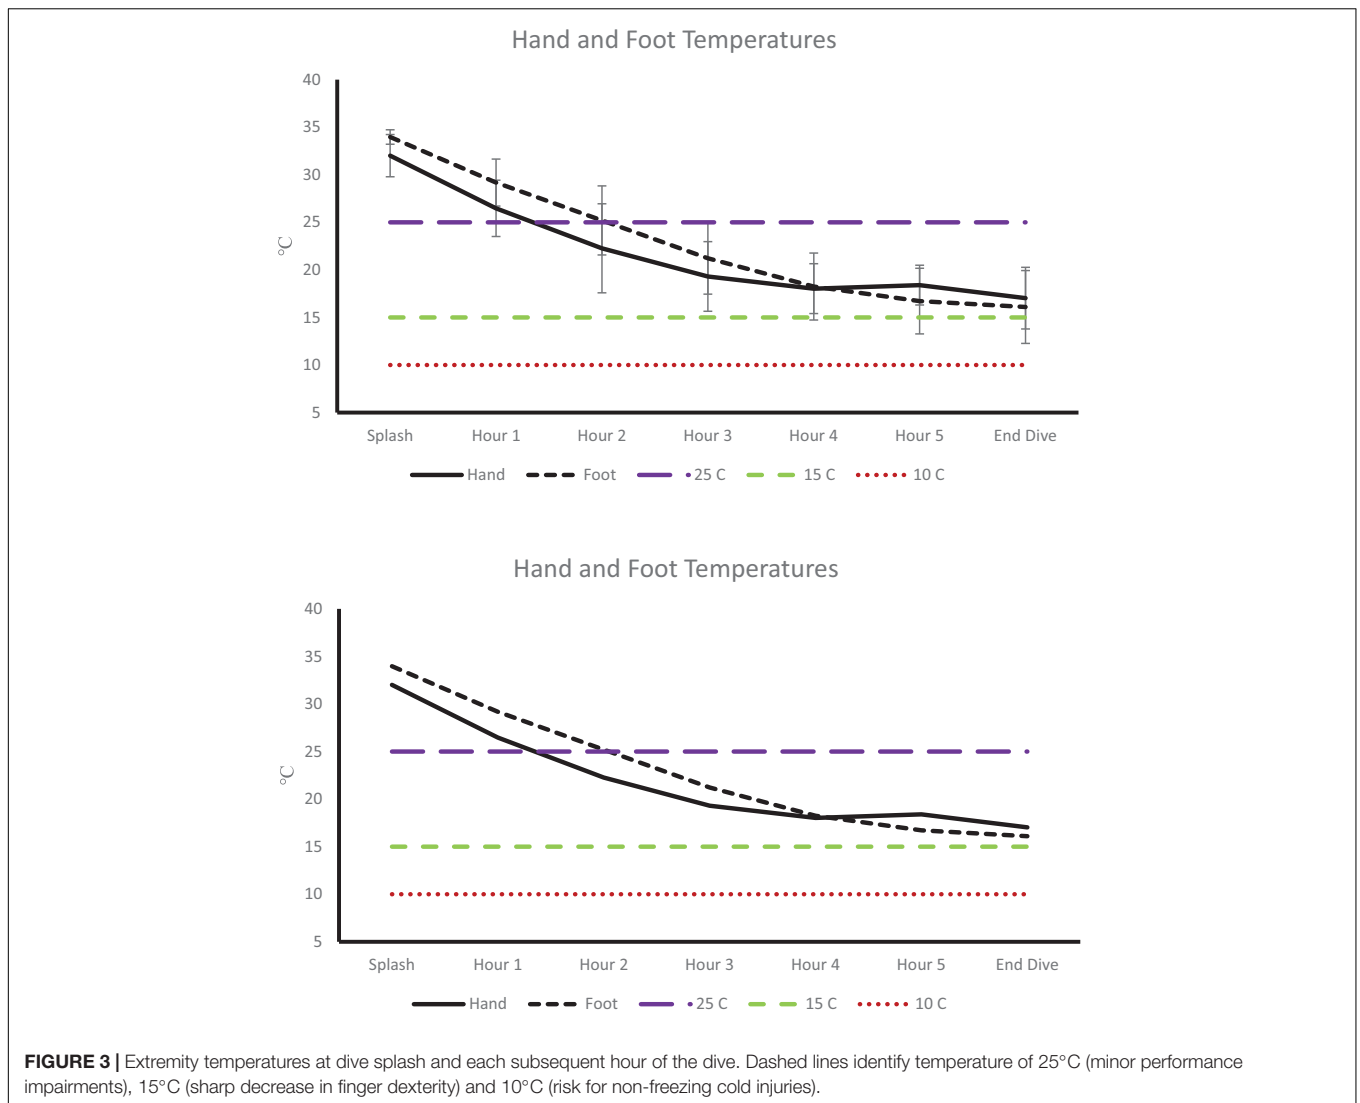 Hand and Foot Temperatures
40
35
30
25
20
15
10
5
°C
Splash Hour 1 Hour 2 Hour 3 Hour 4 Hour 5 End Dive
Hand Foot 25 C 15 C 10 C
Hand and Foot Temperatures
40
35
30
25
20
15
10
5
°C
Splash Hour 1 Hour 2 Hour 3 Hour 4 Hour 5 End Dive
Hand Foot 25 C 15 C 10 C
FIGURE 3 | Extremity temperatures at dive splash and each subsequent hour of the dive. Dashed lines identify temperature of 25°C (minor performance
impairments), 15°C (sharp decrease in finger dexterity) and 10°C (risk for non-freezing cold injuries).